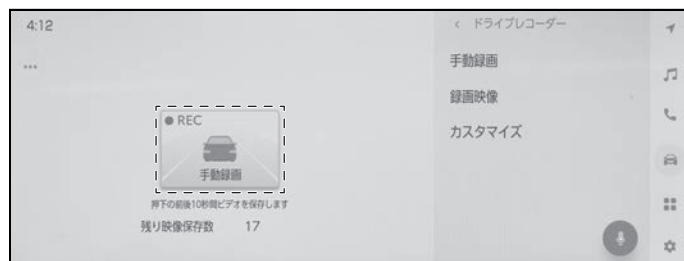 4:12
…
● REC
手動録画
押下の前後10秒間ビデオを保存します
残り映像保存数 17
< ドライブレコーダー
手動録画
録画映像
カスタマイズ